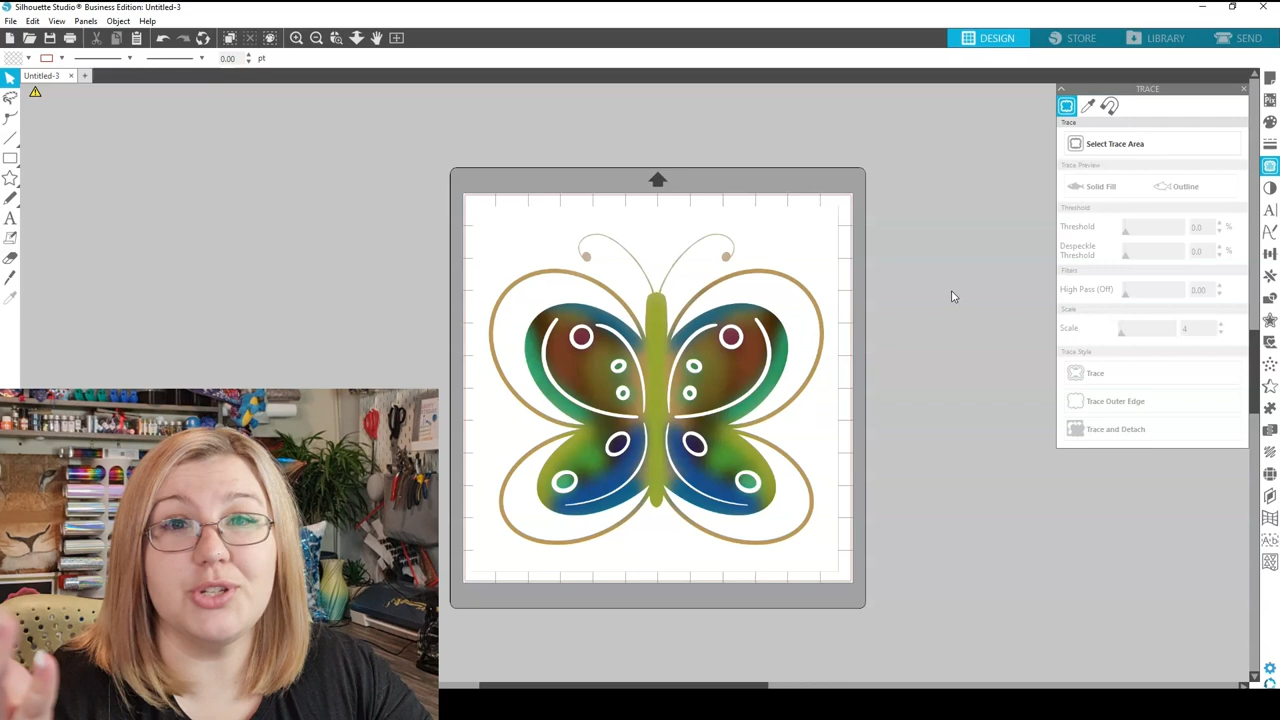 Silhouette Studio® Business Edition: Untitled-3
File Edit View Panels Object Help
DESIGN STORE LIBRARY SEND
0.00 pt
Untitled-3
TRACE
Trace
Select Trace Area
Trace Preview
Solid Fill Outline
Threshold
Threshold 0.0 %
Despeckle
Threshold 0.0 %
Filters
High Pass (Off) 0.00
Scale
Scale 4
Trace Style
Trace
Trace Outer Edge
Trace and Detach